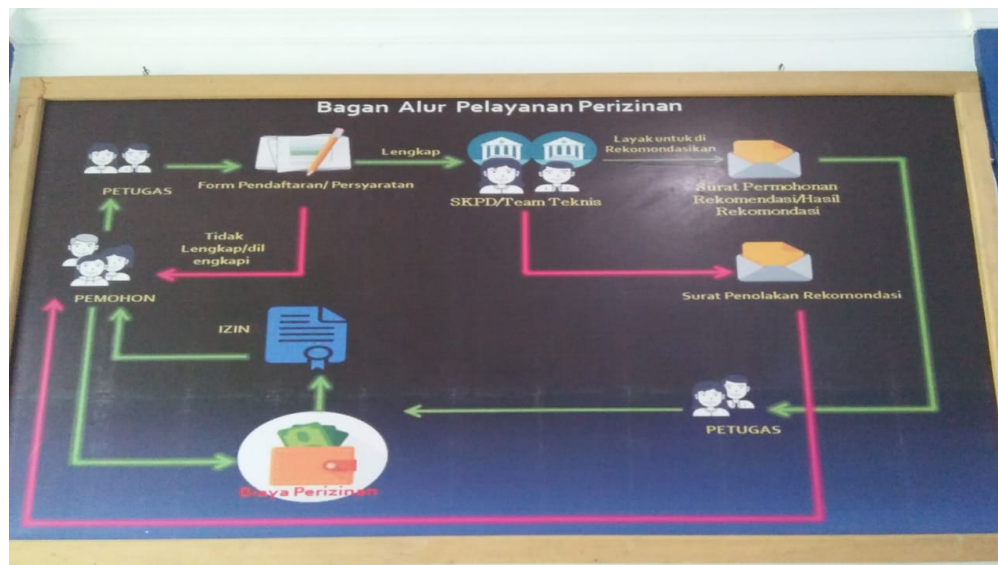 Bagan Alur Pelayanan Perizinan
PETUGAS
Form Pendaftaran/ Persyaratan
Lengkap
SKPD/Team Teknis
Layak untuk di
Rekomondasikan
Surat Permohonan
Rekomendasi/Hasil
Rekomondasi
Tidak
Lengkap/dil
engkapi
PEMOHON
Surat Penolakan Rekomondasi
IZIN
PETUGAS
Biaya Perizinan